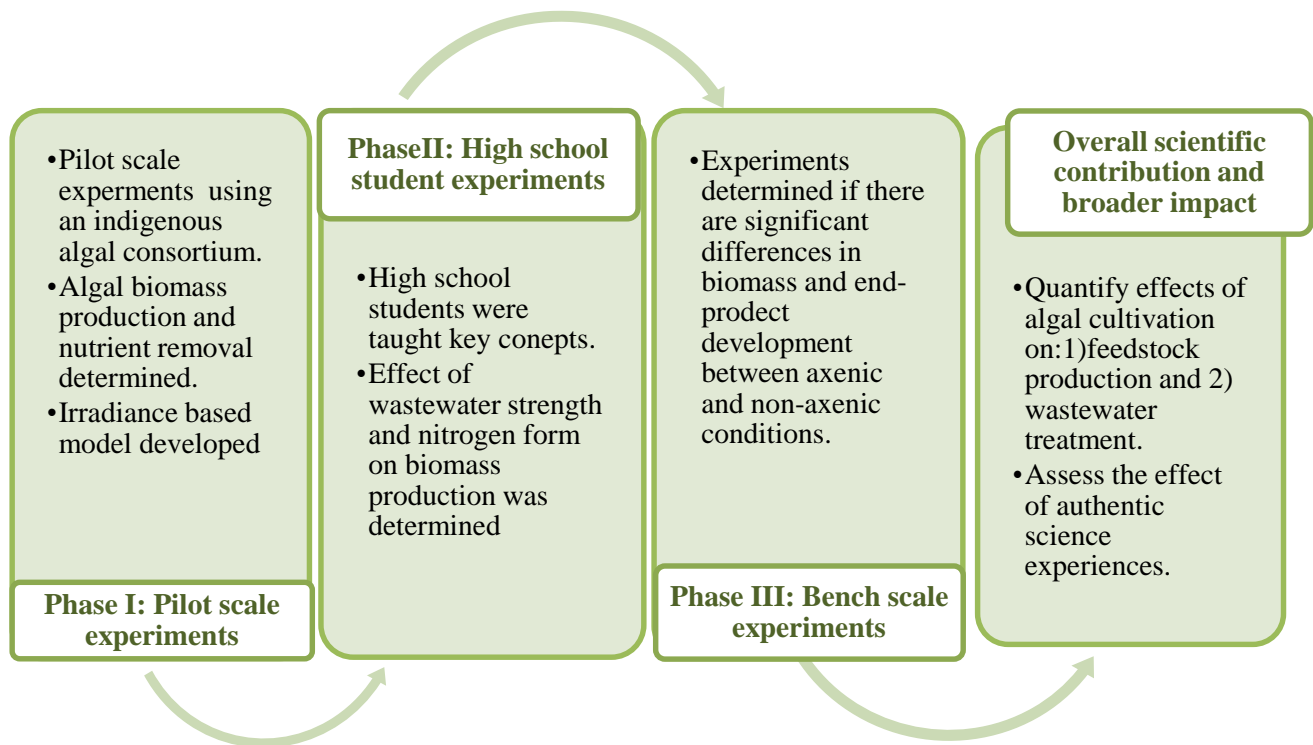 •Pilot scale
experments using
an indigenous
algal consortium.
•Algal biomass
production and
nutrient removal
determined.
•Irradiance based
model developed
Phase I: Pilot scale
experiments
PhaseII: High school
student experiments
•High school
students were
taught key conepts.
•Effect of
wastewater strength
and nitrogen form
on biomass
production was
determined
•Experiments
determined if there
are significant
differences in
biomass and end-
prodect
development
between axenic
and non-axenic
conditions.
Phase III: Bench scale
experiments
Overall scientific
contribution and
broader impact
•Quantify effects of
algal cultivation
on:1)feedstock
production and 2)
wastewater
treatment.
•Assess the effect
of authentic
science
experiences.